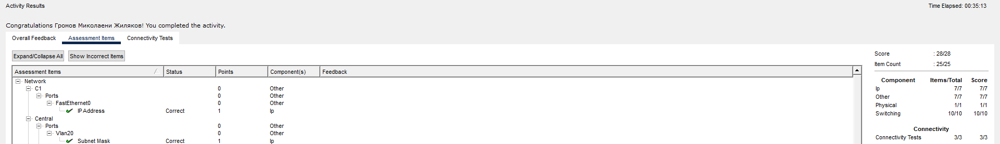 Activity Results
Time Elapsed: 00:35:13
Congratulations Громов Миколаени Жиляков! You completed the activity.
Overall Feedback Assessment Items Connectivity Tests
Expand/Collapse All Show Incorrect Items
Score : 28/28
Item Count : 25/25
Assessment Items Status Points Component(s) Feedback
Network
C1 0 Other
Ports 0 Other
FastEthernet0 0 Other
IP Address Correct 1 Ip
Central 0 Other
Ports 0 Other
Vlan20 0 Other
Subnet Mask Correct 1 Ip
Component Items/Total Score
Ip 7/7 7/7
Other 7/7 7/7
Physical 1/1 1/1
Switching 10/10 10/10
Connectivity
Connectivity Tests 3/3 3/3